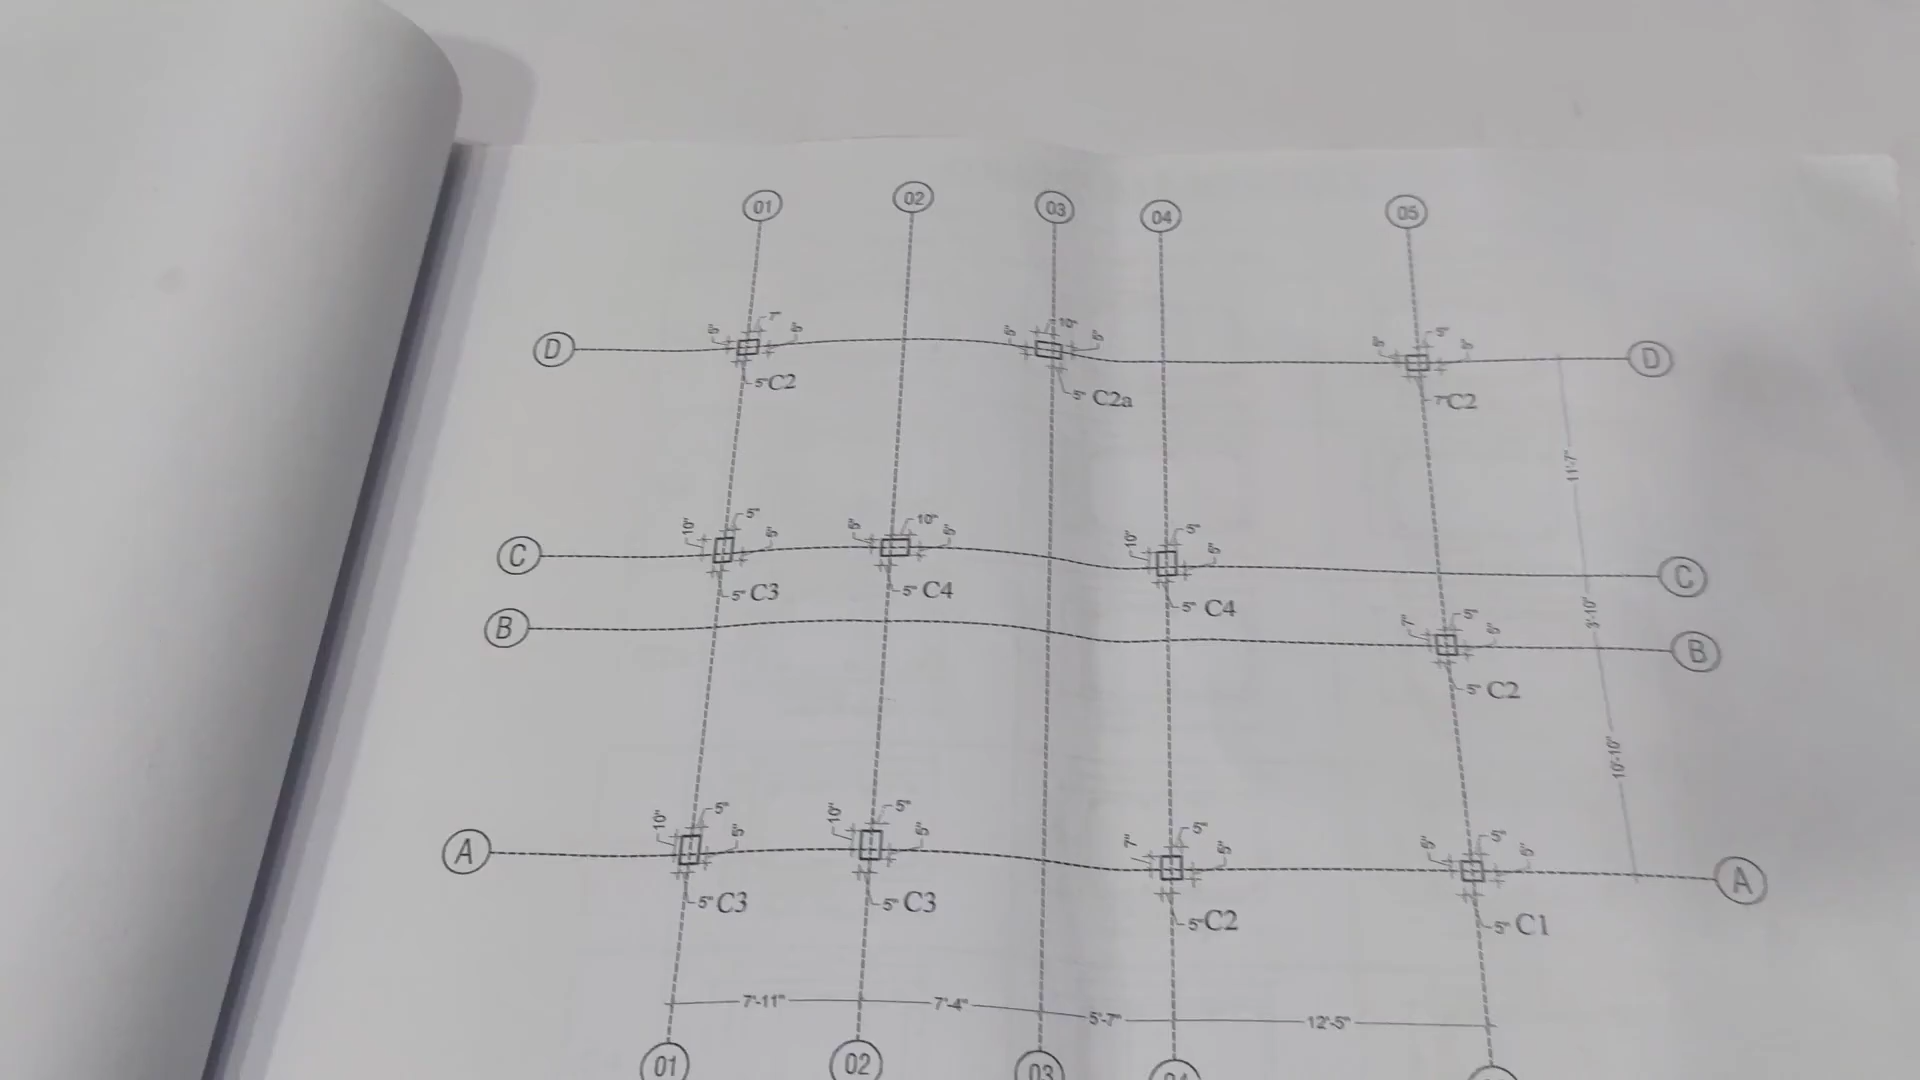 01 02 03 04 05
7" 10" 5"
D 5" 5" 5" 5" 5" 5" D
5" C2 5" C2a 7" C2
11'-7"
5" 10" 5"
C 10" 5" 5" 5" 10" 5" C
5" C3 5" C4 5" C4
3'-10"
5"
B 7" 5" B
5" C2
10'-10"
5" 5" 5" 5"
A 10" 5" 10" 5" 7" 5" 5" 5" A
5" C3 5" C3 5" C2 5" C1
7'-11" 7'-4" 5'-7" 12'-5"
01 02 03 04